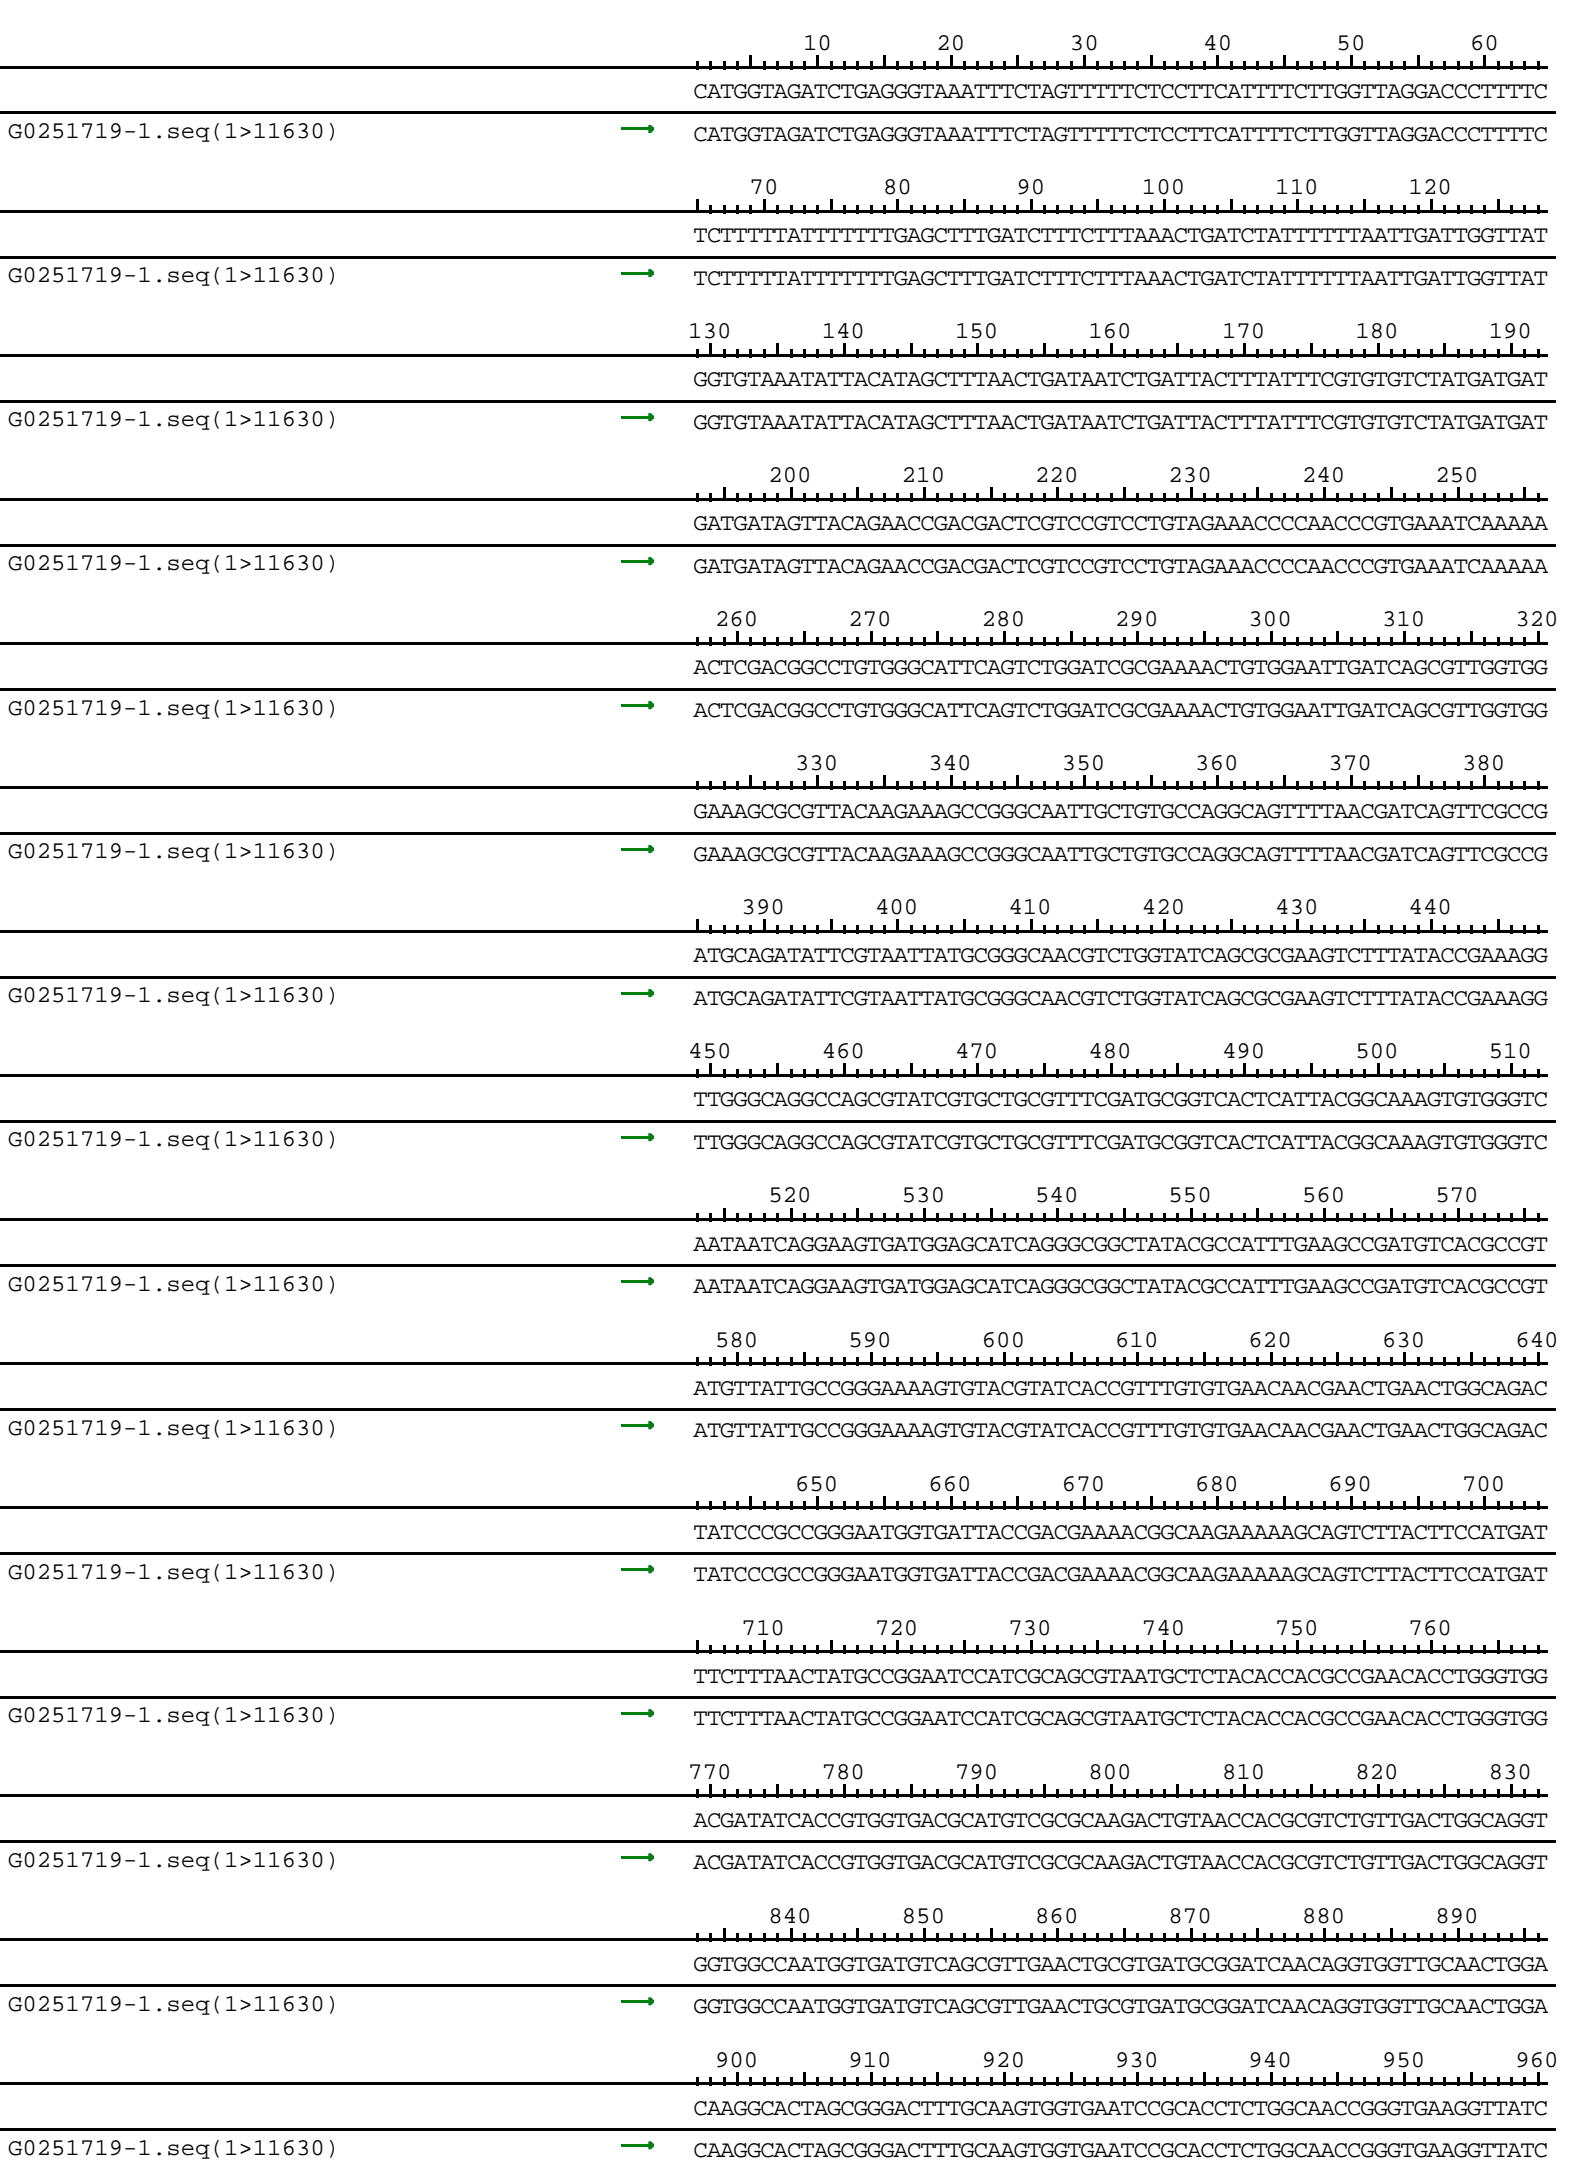 10 20 30 40 50 60
CATGGTAGATCTGAGGGTAAATTTCTAGTTTTTCTCCTTCATTTTCTTGGTTAGGACCCTTTTC
G0251719-1.seq(1>11630) CATGGTAGATCTGAGGGTAAATTTCTAGTTTTTCTCCTTCATTTTCTTGGTTAGGACCCTTTTC
70 80 90 100 110 120
TCTTTTTATTTTTTTGAGCTTTGATCTTTCTTTAAACTGATCTATTTTTTAATTGATTGGTTAT
G0251719-1.seq(1>11630) TCTTTTTATTTTTTTGAGCTTTGATCTTTCTTTAAACTGATCTATTTTTTAATTGATTGGTTAT
130 140 150 160 170 180 190
GGTGTAAATATTACATAGCTTTAACTGATAATCTGATTACTTTATTTCGTGTGTCTATGATGAT
G0251719-1.seq(1>11630) GGTGTAAATATTACATAGCTTTAACTGATAATCTGATTACTTTATTTCGTGTGTCTATGATGAT
200 210 220 230 240 250
GATGATAGTTACAGAACCGACGACTCGTCCGTCCTGTAGAAACCCCAACCCGTGAAATCAAAAA
G0251719-1.seq(1>11630) GATGATAGTTACAGAACCGACGACTCGTCCGTCCTGTAGAAACCCCAACCCGTGAAATCAAAAA
260 270 280 290 300 310 320
ACTCGACGGCCTGTGGGCATTCAGTCTGGATCGCGAAAACTGTGGAATTGATCAGCGTTGGTGG
G0251719-1.seq(1>11630) ACTCGACGGCCTGTGGGCATTCAGTCTGGATCGCGAAAACTGTGGAATTGATCAGCGTTGGTGG
330 340 350 360 370 380
GAAAGCGCGTTACAAGAAAGCCGGGCAATTGCTGTGCCAGGCAGTTTTAACGATCAGTTCGCCG
G0251719-1.seq(1>11630) GAAAGCGCGTTACAAGAAAGCCGGGCAATTGCTGTGCCAGGCAGTTTTAACGATCAGTTCGCCG
390 400 410 420 430 440
ATGCAGATATTCGTAATTATGCGGGCAACGTCTGGTATCAGCGCGAAGTCTTTATACCGAAAGG
G0251719-1.seq(1>11630) ATGCAGATATTCGTAATTATGCGGGCAACGTCTGGTATCAGCGCGAAGTCTTTATACCGAAAGG
450 460 470 480 490 500 510
TTGGGCAGGCCAGCGTATCGTGCTGCGTTTCGATGCGGTCACTCATTACGGCAAAGTGTGGGTC
G0251719-1.seq(1>11630) TTGGGCAGGCCAGCGTATCGTGCTGCGTTTCGATGCGGTCACTCATTACGGCAAAGTGTGGGTC
520 530 540 550 560 570
AATAATCAGGAAGTGATGGAGCATCAGGGCGGCTATACGCCATTTGAAGCCGATGTCACGCCGT
G0251719-1.seq(1>11630) AATAATCAGGAAGTGATGGAGCATCAGGGCGGCTATACGCCATTTGAAGCCGATGTCACGCCGT
580 590 600 610 620 630 640
ATGTTATTGCCGGGAAAAGTGTACGTATCACCGTTTGTGTGAACAACGAACTGAACTGGCAGAC
G0251719-1.seq(1>11630) ATGTTATTGCCGGGAAAAGTGTACGTATCACCGTTTGTGTGAACAACGAACTGAACTGGCAGAC
650 660 670 680 690 700
TATCCCGCCGGGAATGGTGATTACCGACGAAAACGGCAAGAAAAAGCAGTCTTACTTCCATGAT
G0251719-1.seq(1>11630) TATCCCGCCGGGAATGGTGATTACCGACGAAAACGGCAAGAAAAAGCAGTCTTACTTCCATGAT
710 720 730 740 750 760
TTCTTTAACTATGCCGGAATCCATCGCAGCGTAATGCTCTACACCACGCCGAACACCTGGGTGG
G0251719-1.seq(1>11630) TTCTTTAACTATGCCGGAATCCATCGCAGCGTAATGCTCTACACCACGCCGAACACCTGGGTGG
770 780 790 800 810 820 830
ACGATATCACCGTGGTGACGCATGTCGCGCAAGACTGTAACCACGCGTCTGTTGACTGGCAGGT
G0251719-1.seq(1>11630) ACGATATCACCGTGGTGACGCATGTCGCGCAAGACTGTAACCACGCGTCTGTTGACTGGCAGGT
840 850 860 870 880 890
GGTGGCCAATGGTGATGTCAGCGTTGAACTGCGTGATGCGGATCAACAGGTGGTTGCAACTGGA
G0251719-1.seq(1>11630) GGTGGCCAATGGTGATGTCAGCGTTGAACTGCGTGATGCGGATCAACAGGTGGTTGCAACTGGA
900 910 920 930 940 950 960
CAAGGCACTAGCGGGACTTTGCAAGTGGTGAATCCGCACCTCTGGCAACCGGGTGAAGGTTATC
G0251719-1.seq(1>11630) CAAGGCACTAGCGGGACTTTGCAAGTGGTGAATCCGCACCTCTGGCAACCGGGTGAAGGTTATC